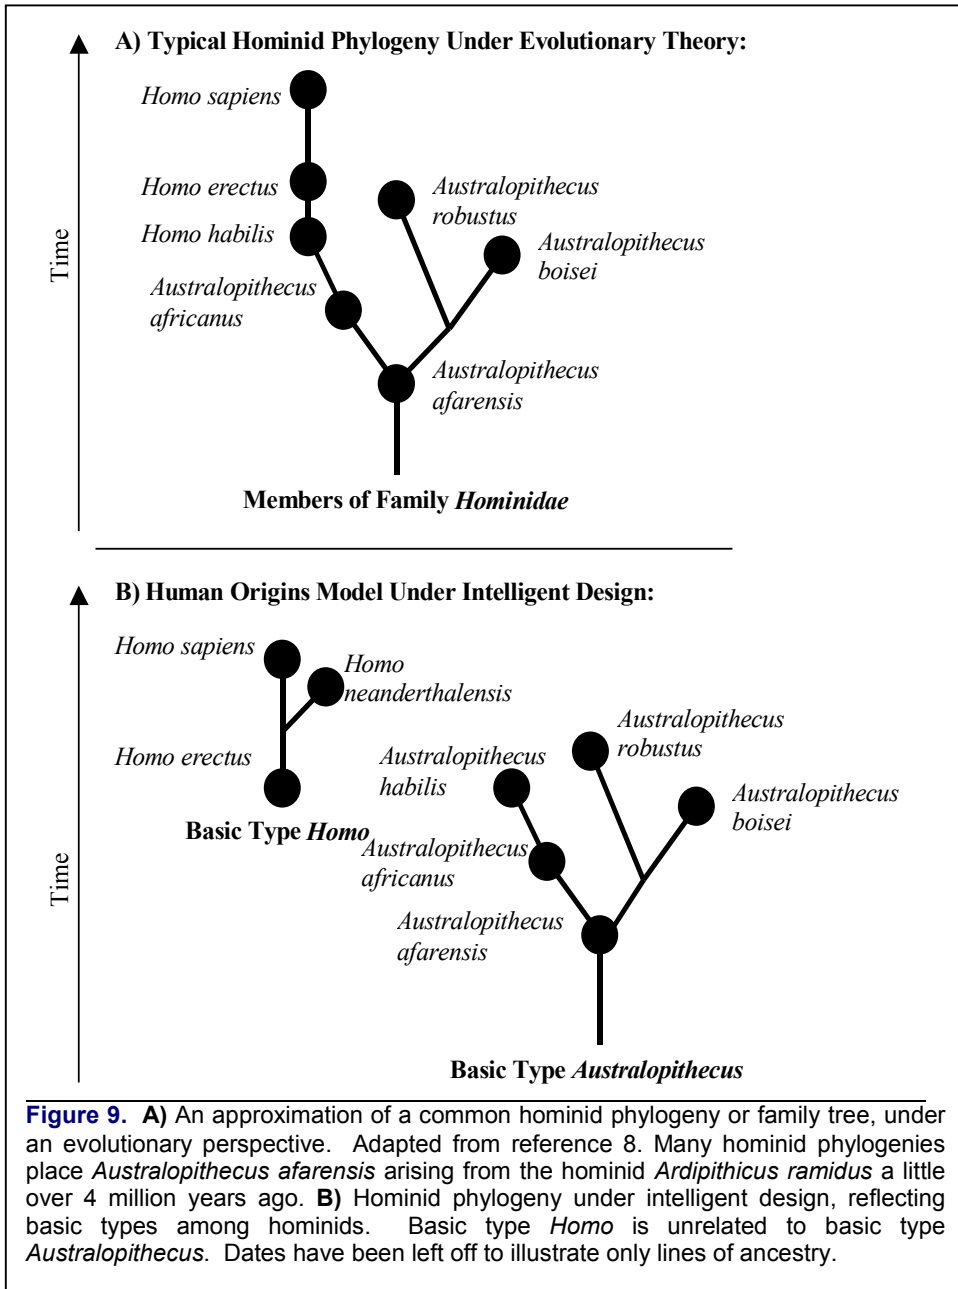 A) Typical Hominid Phylogeny Under Evolutionary Theory:
Homo sapiens
Homo erectus
Australopithecus
robustus
Homo habilis
Australopithecus
boisei
Time
Australopithecus
africanus
Australopithecus
afarensis
Members of Family Hominidae
B) Human Origins Model Under Intelligent Design:
Homo sapiens
Homo
neanderthalensis
Homo erectus
Australopithecus
habilis
Australopithecus
robustus
Australopithecus
boisei
Basic Type Homo
Time
Australopithecus
africanus
Australopithecus
afarensis
Basic Type Australopithecus
Figure 9. A) An approximation of a common hominid phylogeny or family tree, under
an evolutionary perspective. Adapted from reference 8. Many hominid phylogenies
place Australopithecus afarensis arising from the hominid Ardipithicus ramidus a little
over 4 million years ago. B) Hominid phylogeny under intelligent design, reflecting
basic types among hominids. Basic type Homo is unrelated to basic type
Australopithecus. Dates have been left off to illustrate only lines of ancestry.